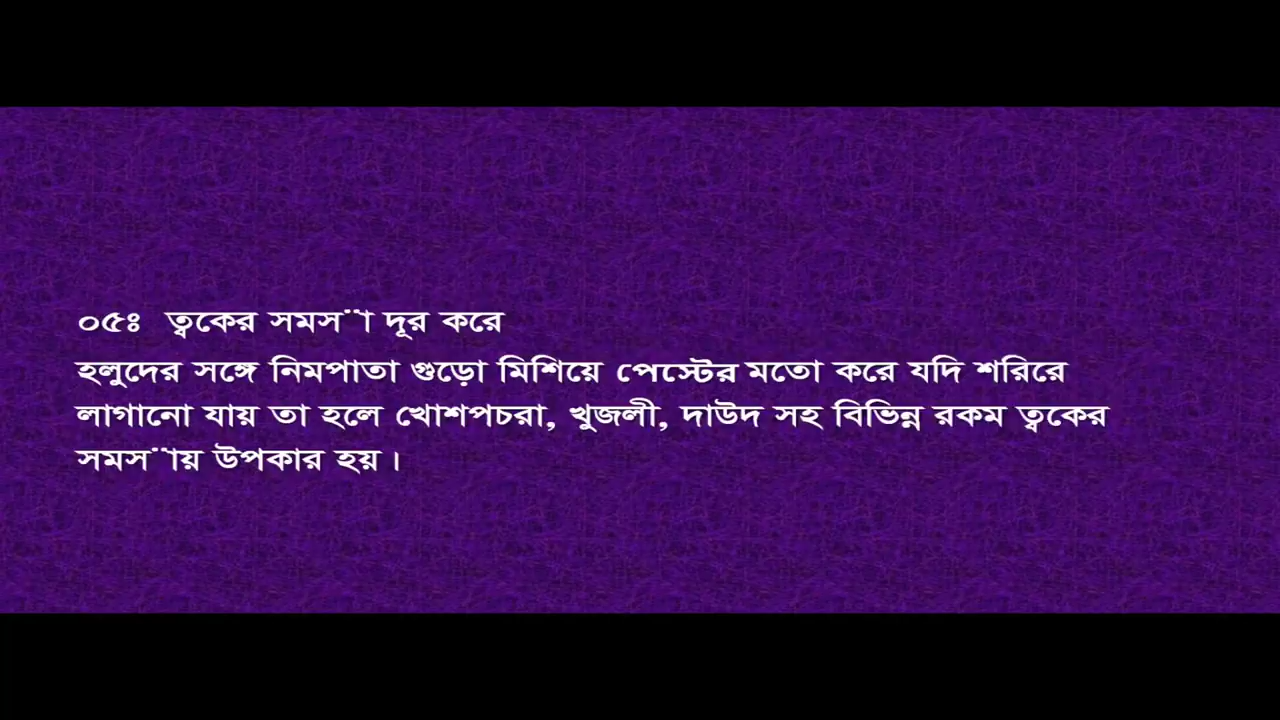 ০৫ঃ ত্বকের সমস¨া দূর করে
হলুদের সঙ্গে নিমপাতা গুড়ো মিশিয়ে পেস্টের মতো করে যদি শরিরে
লাগানো যায় তা হলে খোশপচরা, খুজলী, দাউদ সহ বিভিন্ন রকম ত্বকের
সমস¨ায় উপকার হয়।